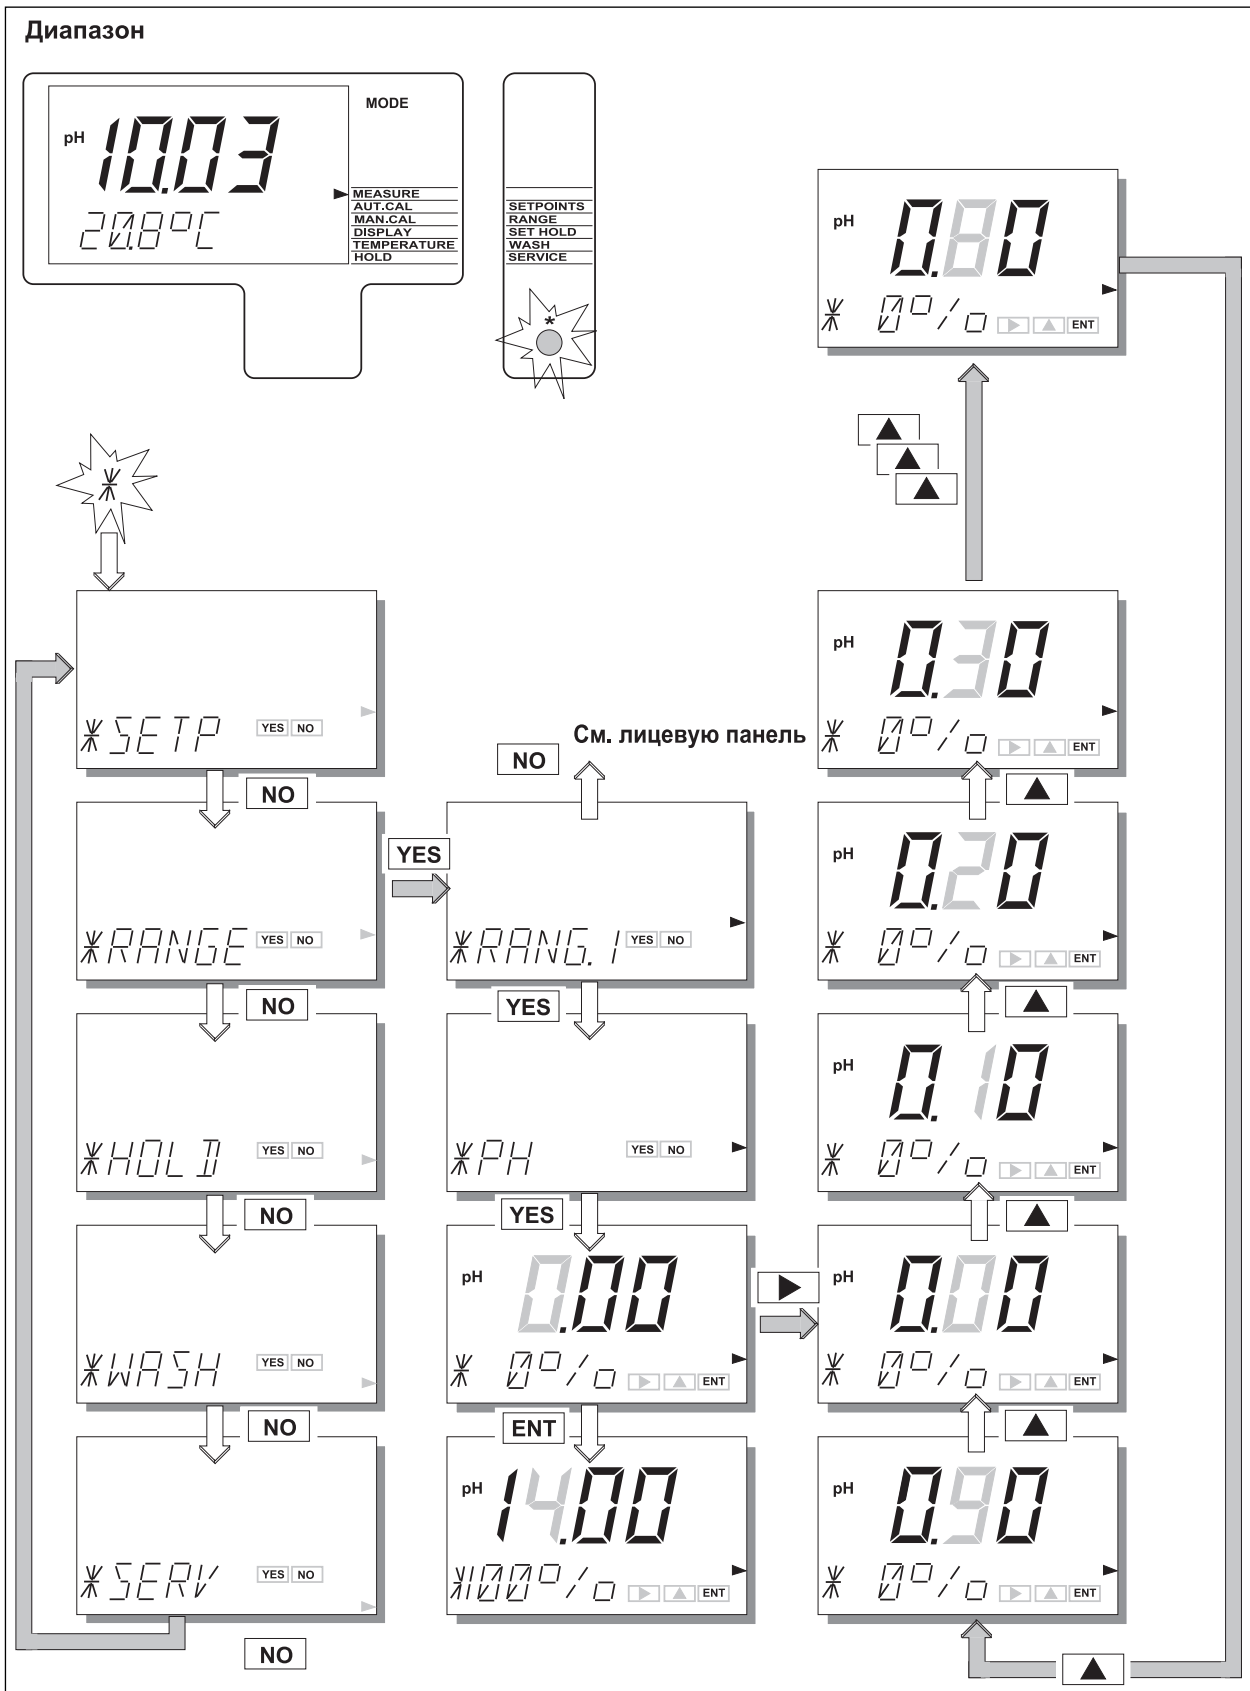 Диапазон
MODE
pH 10.03
20.8°C
MEASURE
AUT.CAL
MAN.CAL
DISPLAY
TEMPERATURE
HOLD
SETPOINTS
RANGE
SET HOLD
WASH
SERVICE
*
*
*SETP YES NO
NO
*RANGE YES NO
NO
*HOLD YES NO
NO
*WASH YES NO
NO
*SERV YES NO
NO
YES
См. лицевую панель
NO
*RANG.1 YES NO
YES
*PH YES NO
YES
pH 0.00
* 0% ▶ ▲ ENT
ENT
pH 14.00
*100% ▶ ▲ ENT
▶
pH 0.80
* 0% ▶ ▲ ENT
▲
▲
▲
pH 0.30
* 0% ▶ ▲ ENT
▲
pH 0.20
* 0% ▶ ▲ ENT
▲
pH 0.10
* 0% ▶ ▲ ENT
▲
pH 0.00
* 0% ▶ ▲ ENT
▲
pH 0.90
* 0% ▶ ▲ ENT
▲